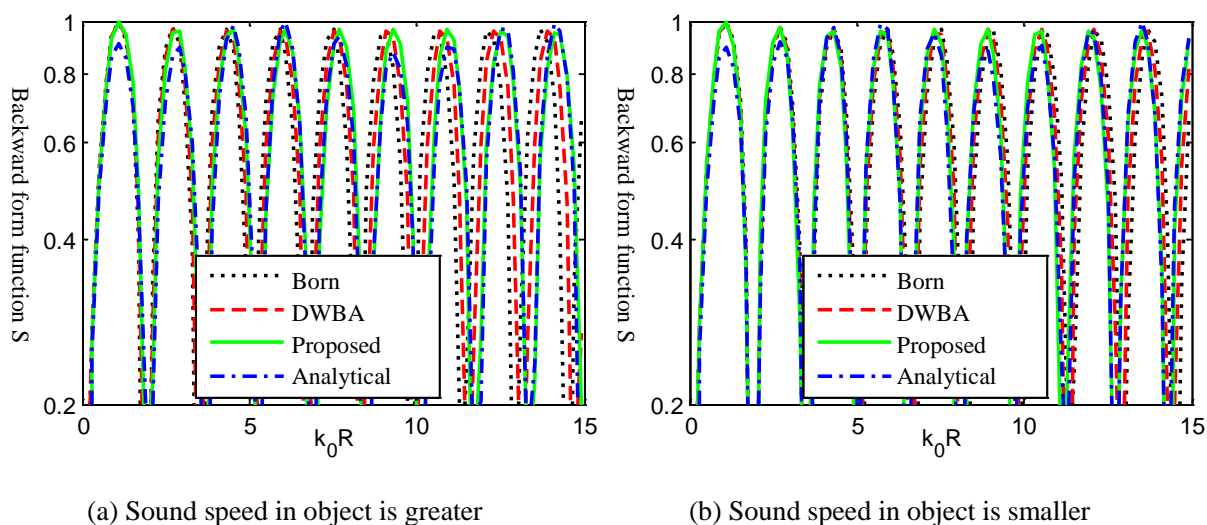 Backward form function S
1
0.8
0.6
0.4
0.2
0
5
10
15
k0R
Born
DWBA
Proposed
Analytical
(a) Sound speed in object is greater
Backward form function S
1
0.8
0.6
0.4
0.2
0
5
10
15
k0R
Born
DWBA
Proposed
Analytical
(b) Sound speed in object is smaller